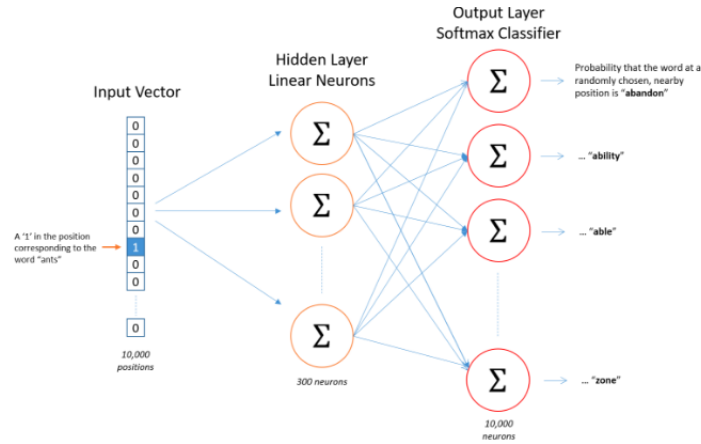 Output Layer
Softmax Classifier
Hidden Layer
Linear Neurons
Input Vector
0
0
0
0
0
0
0
1
0
0
0
A ‘1’ in the position
corresponding to the
word “ants”
10,000
positions
Σ
Σ
Σ
300 neurons
Σ
Σ
Σ
Σ
10,000
neurons
Probability that the word at a
randomly chosen, nearby
position is “abandon”
... “ability”
... “able”
... “zone”